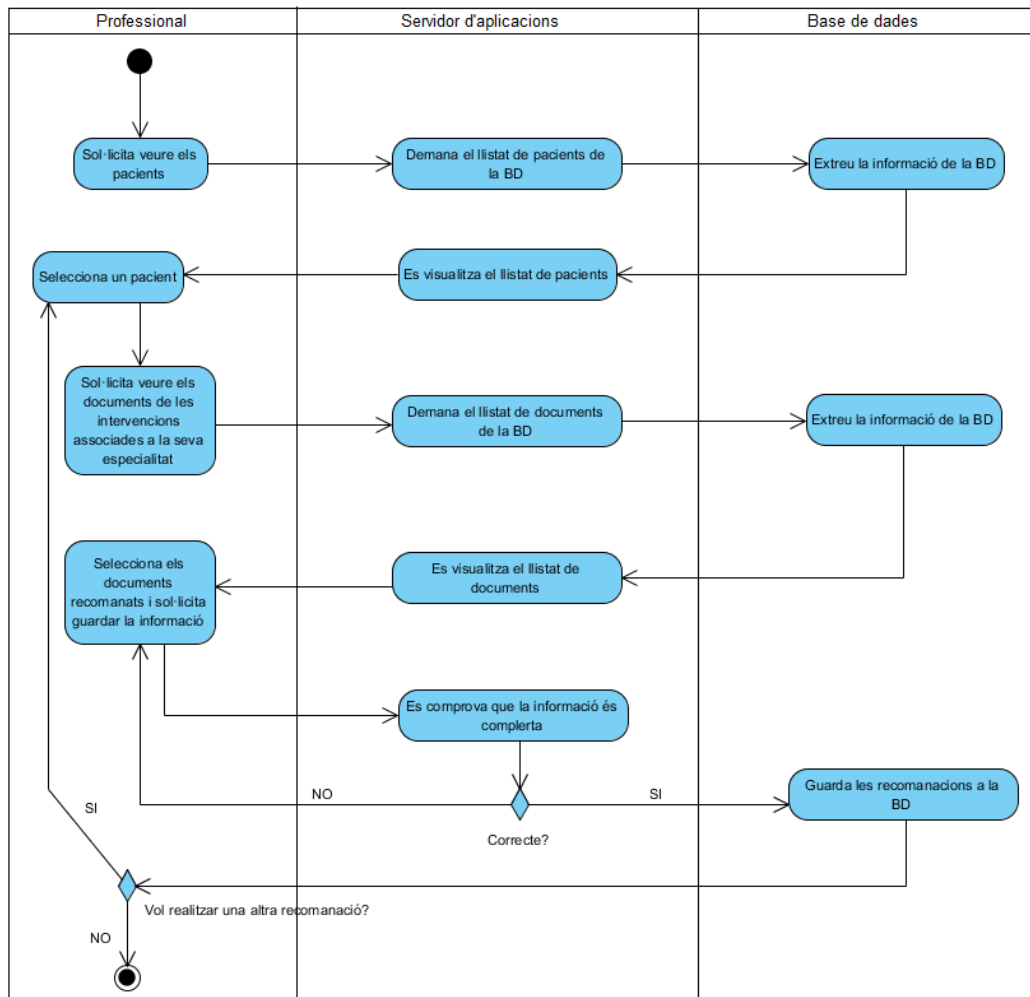 Professional
Servidor d'aplicacions
Base de dades
Sol·licita veure els
pacients
Demana el llistat de pacients de
la BD
Extreu la informació de la BD
Selecciona un pacient
Es visualitza el llistat de pacients
Sol·licita veure els
documents de les
intervencions
associades a la seva
especialitat
Demana el llistat de documents
de la BD
Extreu la informació de la BD
Selecciona els
documents
recomanats i sol·licita
guardar la informació
Es visualitza el llistat de
documents
Es comprova que la informació és
complerta
NO
SI
Correcte?
Guarda les recomanacions a la
BD
SI
Vol realitzar una altra recomanació?
NO